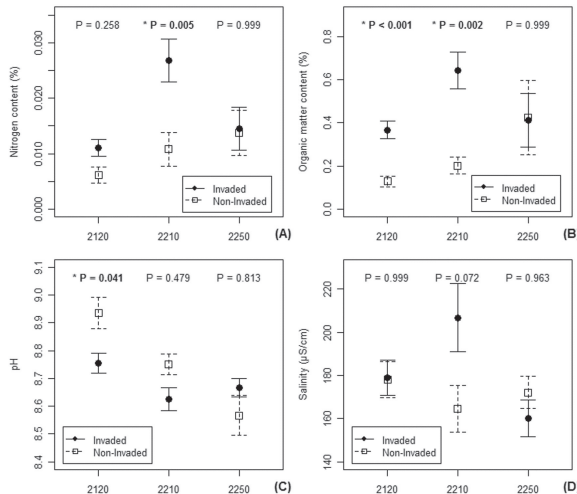 P = 0.258 * P = 0.005 P = 0.999
Nitrogen content (%)
0.030
0.020
0.010
0.000
Invaded
Non-Invaded
2120 2210 2250
(A)
* P < 0.001 * P = 0.002 P = 0.999
Organic matter content (%)
0.8
0.6
0.4
0.2
0.0
Invaded
Non-Invaded
2120 2210 2250
(B)
* P = 0.041 P = 0.479 P = 0.813
pH
9.1
9.0
8.9
8.8
8.7
8.6
8.5
8.4
Invaded
Non-Invaded
2120 2210 2250
(C)
P = 0.999 P = 0.072 P = 0.963
Salinity (µS/cm)
220
200
180
160
140
Invaded
Non-Invaded
2120 2210 2250
(D)